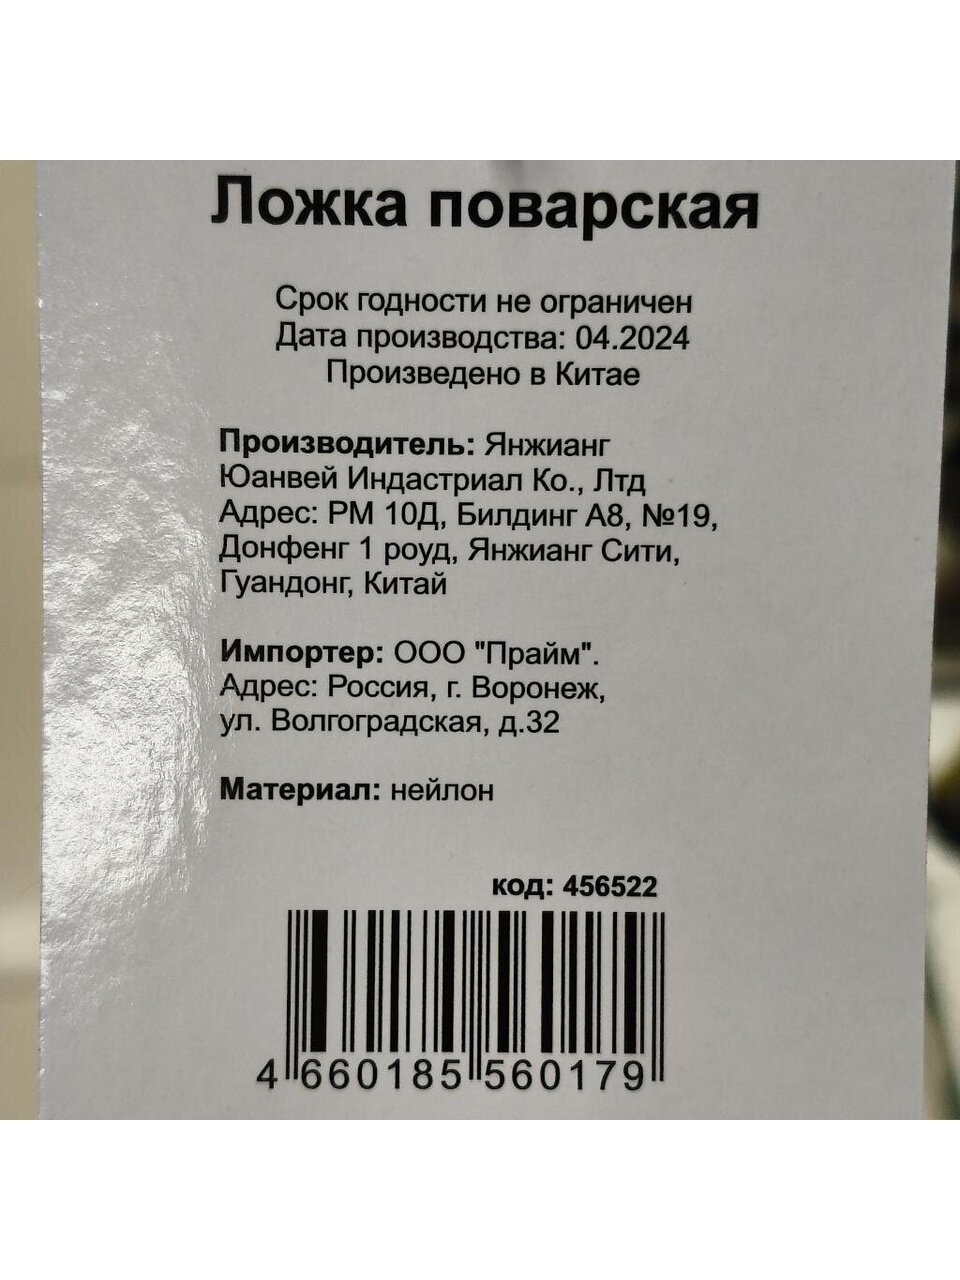 Ложка поварская
Срок годности не ограничен
Дата производства: 04.2024
Произведено в Китае
Производитель: Янжианг
Юанвей Индастриал Ко., Лтд
Адрес: РМ 10Д, Билдинг А8, №19,
Донфенг 1 роуд, Янжианг Сити,
Гуандонг, Китай
Импортер: ООО "Прайм".
Адрес: Россия, г. Воронеж,
ул. Волгоградская, д.32
Материал: нейлон
код: 456522
4 660185 560179